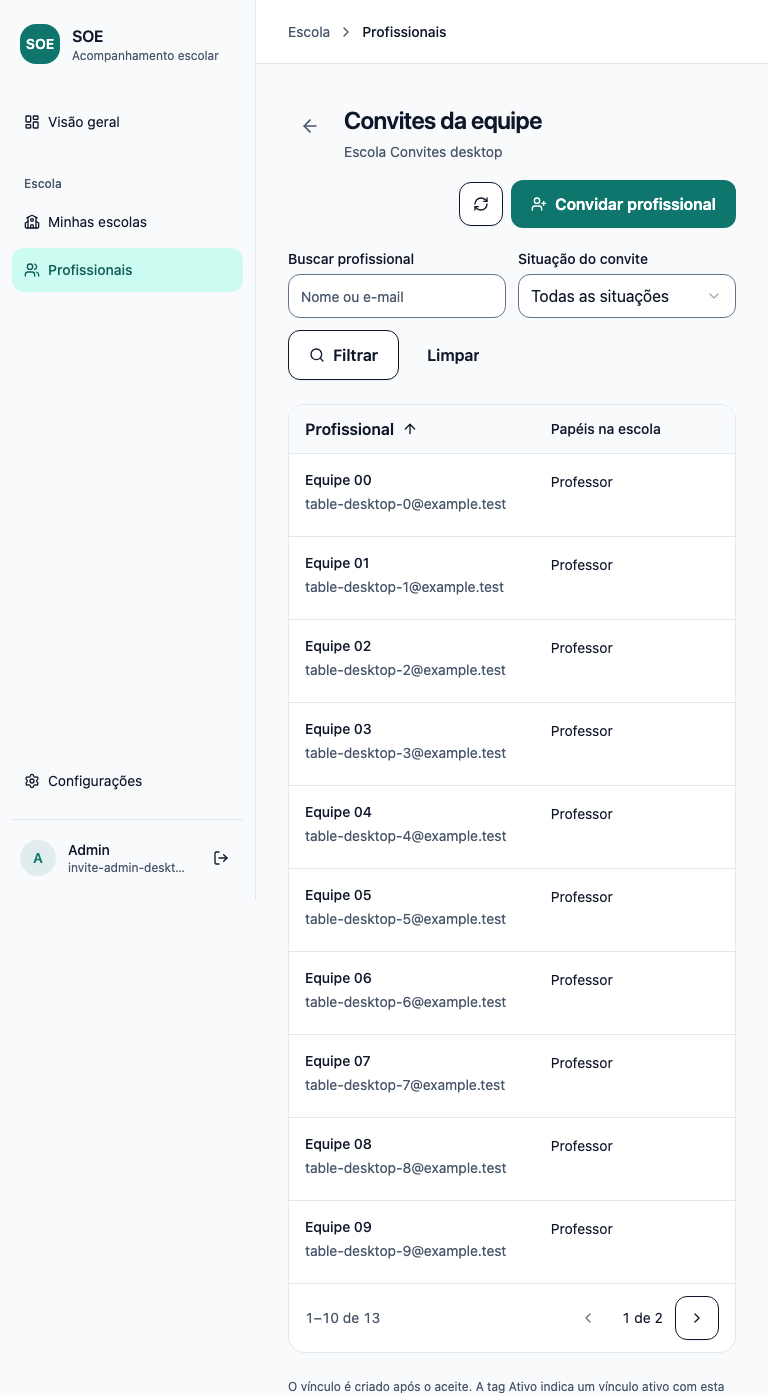 SOE
SOE
Acompanhamento escolar
Visão geral
Escola
Minhas escolas
Profissionais
Configurações
A
Admin
invite-admin-deskt...
Escola
Profissionais
Convites da equipe
Escola Convites desktop
Convidar profissional
Buscar profissional
Situação do convite
Nome ou e-mail
Todas as situações
Filtrar
Limpar
Profissional
Papéis na escola
Equipe 00
table-desktop-0@example.test
Professor
Equipe 01
table-desktop-1@example.test
Professor
Equipe 02
table-desktop-2@example.test
Professor
Equipe 03
table-desktop-3@example.test
Professor
Equipe 04
table-desktop-4@example.test
Professor
Equipe 05
table-desktop-5@example.test
Professor
Equipe 06
table-desktop-6@example.test
Professor
Equipe 07
table-desktop-7@example.test
Professor
Equipe 08
table-desktop-8@example.test
Professor
Equipe 09
table-desktop-9@example.test
Professor
1–10 de 13
1 de 2
O vínculo é criado após o aceite. A tag Ativo indica um vínculo ativo com esta